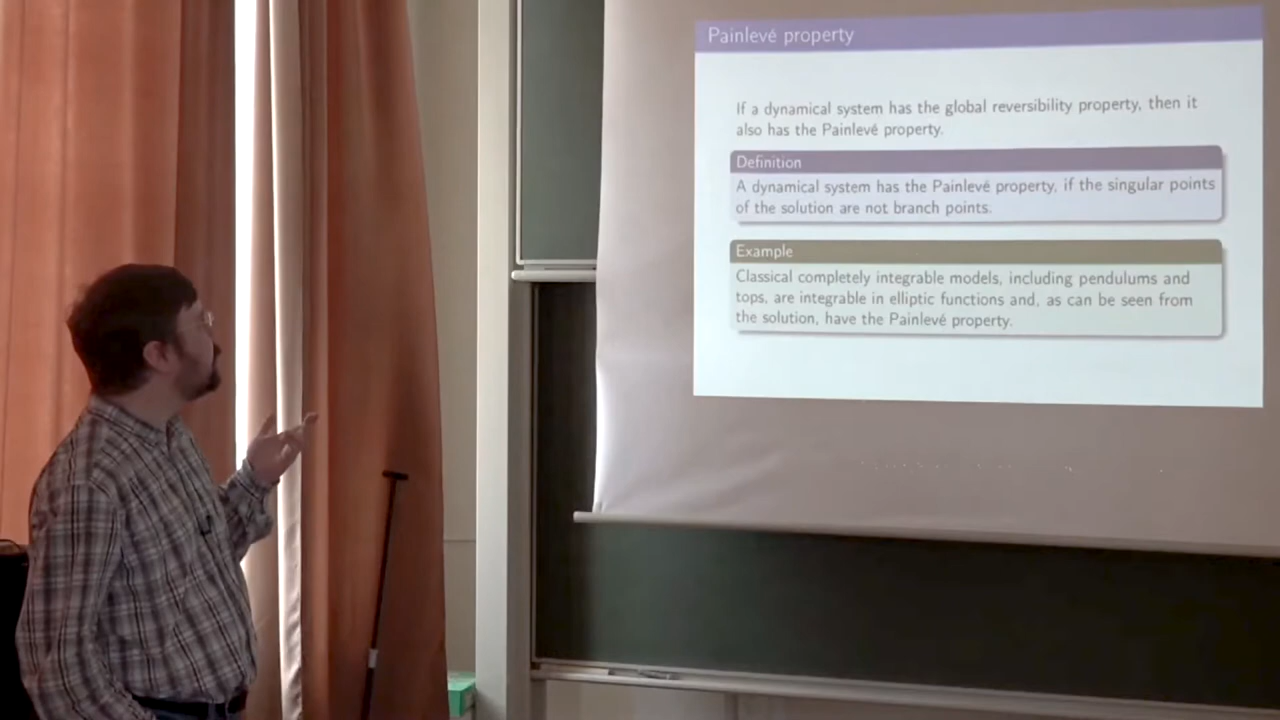 Painlevé property
If a dynamical system has the global reversibility property, then it
also has the Painlevé property.
Definition
A dynamical system has the Painlevé property, if the singular points
of the solution are not branch points.
Example
Classical completely integrable models, including pendulums and
tops, are integrable in elliptic functions and, as can be seen from
the solution, have the Painlevé property.